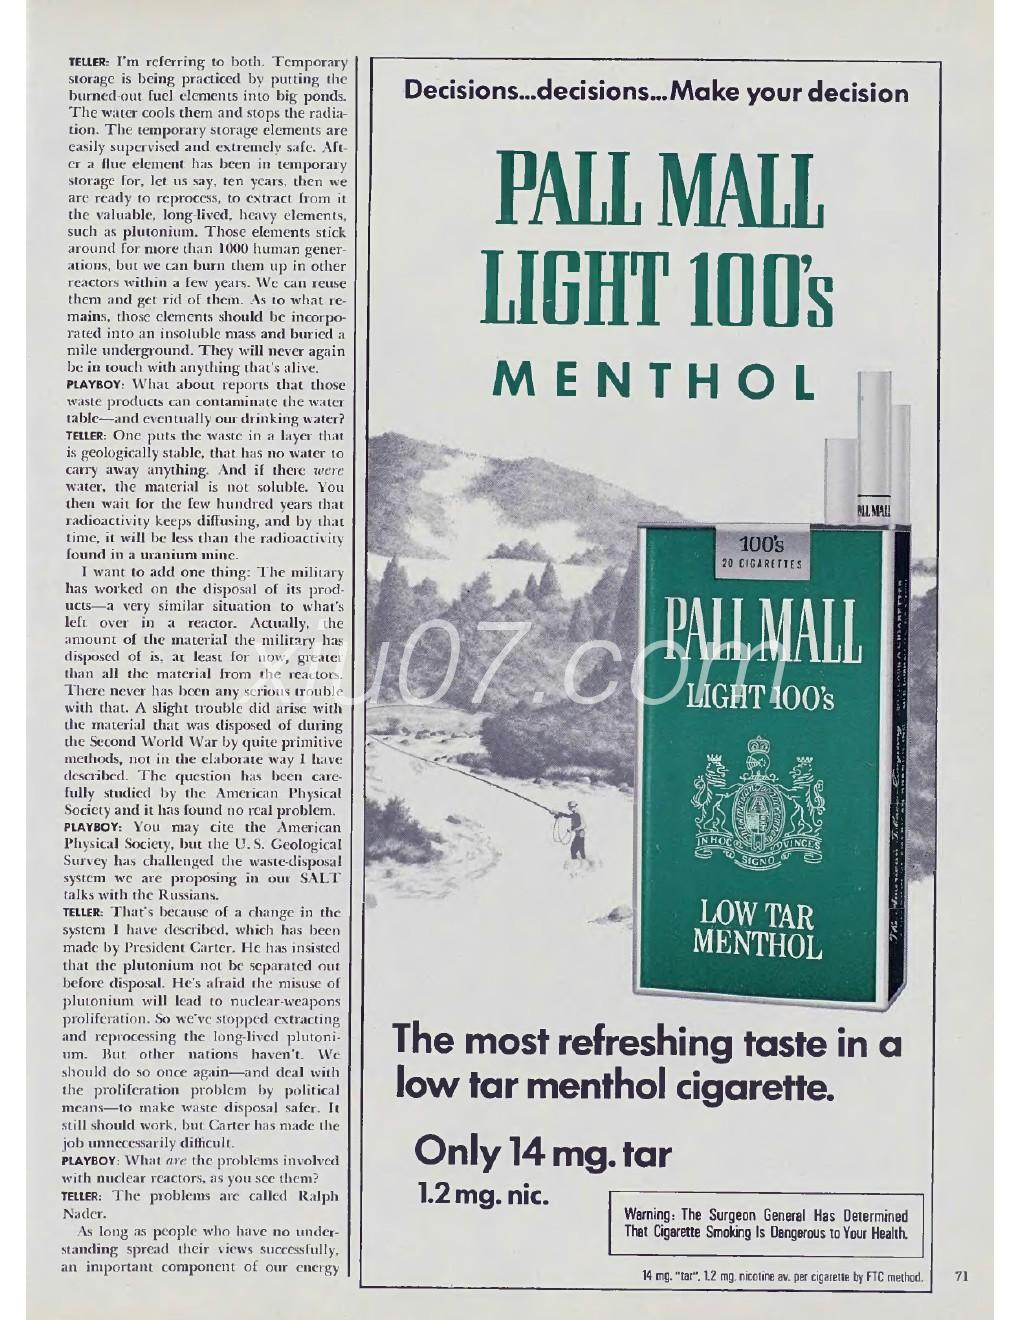 TELLER: I'm referring to both. Temporary
storage is being practiced by putting the
burned-out fuel elements into big ponds.
The water cools them and stops the radia-
tion. The temporary storage elements are
easily supervised and extremely safe. Aft-
er a flue element has been in temporary
storage for, let us say, ten years, then we
are ready to reprocess, to extract from it
the valuable, long-lived, heavy elements,
such as plutonium. Those elements stick
around for more than 1000 human gener-
ations, but we can burn them up in other
reactors within a few years. We can reuse
them and get rid of them. As to what re-
mains, those elements should be incorpo-
rated into an insoluble mass and buried a
mile underground. They will never again
be in touch with anything that's alive.
PLAYBOY: What about reports that those
waste products can contaminate the water
table—and eventually our drinking water?
TELLER: One puts the waste in a layer that
is geologically stable, that has no water to
carry away anything. And if there were
water, the material is not soluble. You
then wait for the few hundred years that
radioactivity keeps diffusing, and by that
time, it will be less than the radioactivity
found in a uranium mine.
I want to add one thing: The military
has worked on the disposal of its prod-
ucts—a very similar situation to what's
left over in a reactor. Actually, the
amount of the material the military has
disposed of is, at least for now, greater
than all the material from the reactors.
There never has been any serious trouble
with that. A slight trouble did arise with
the material that was disposed of during
the Second World War by quite primitive
methods, not in the elaborate way I have
described. The question has been care-
fully studied by the American Physical
Society and it has found no real problem.
PLAYBOY: You may cite the American
Physical Society, but the U. S. Geological
Survey has challenged the waste-disposal
system we are proposing in our SALT
talks with the Russians.
TELLER: That's because of a change in the
system I have described, which has been
made by President Carter. He has insisted
that the plutonium not be separated out
before disposal. He's afraid the misuse of
plutonium will lead to nuclear-weapons
proliferation. So we've stopped extracting
and reprocessing the long-lived plutoni-
um. But other nations haven't. We
should do so once again—and deal with
the proliferation problem by political
means—to make waste disposal safer. It
still should work, but Carter has made the
job unnecessarily difficult.
PLAYBOY: What are the problems involved
with nuclear reactors, as you see them?
TELLER: The problems are called Ralph
Nader.
As long as people who have no under-
standing spread their views successfully,
an important component of our energy
Decisions...decisions...Make your decision
PALL MALL
LIGHT 100's
MENTHOL
PALL MALL
100's
20 CIGARETTES
PALL MALL
LIGHT 100's
IN HOC SIGNO VINCES
LOW TAR
MENTHOL
The most refreshing taste in a
low tar menthol cigarette.
Only 14 mg. tar
1.2 mg. nic.
Warning: The Surgeon General Has Determined
That Cigarette Smoking Is Dangerous to Your Health.
14 mg. "tar", 1.2 mg. nicotine av. per cigarette by FTC method.
71
xiu07.com